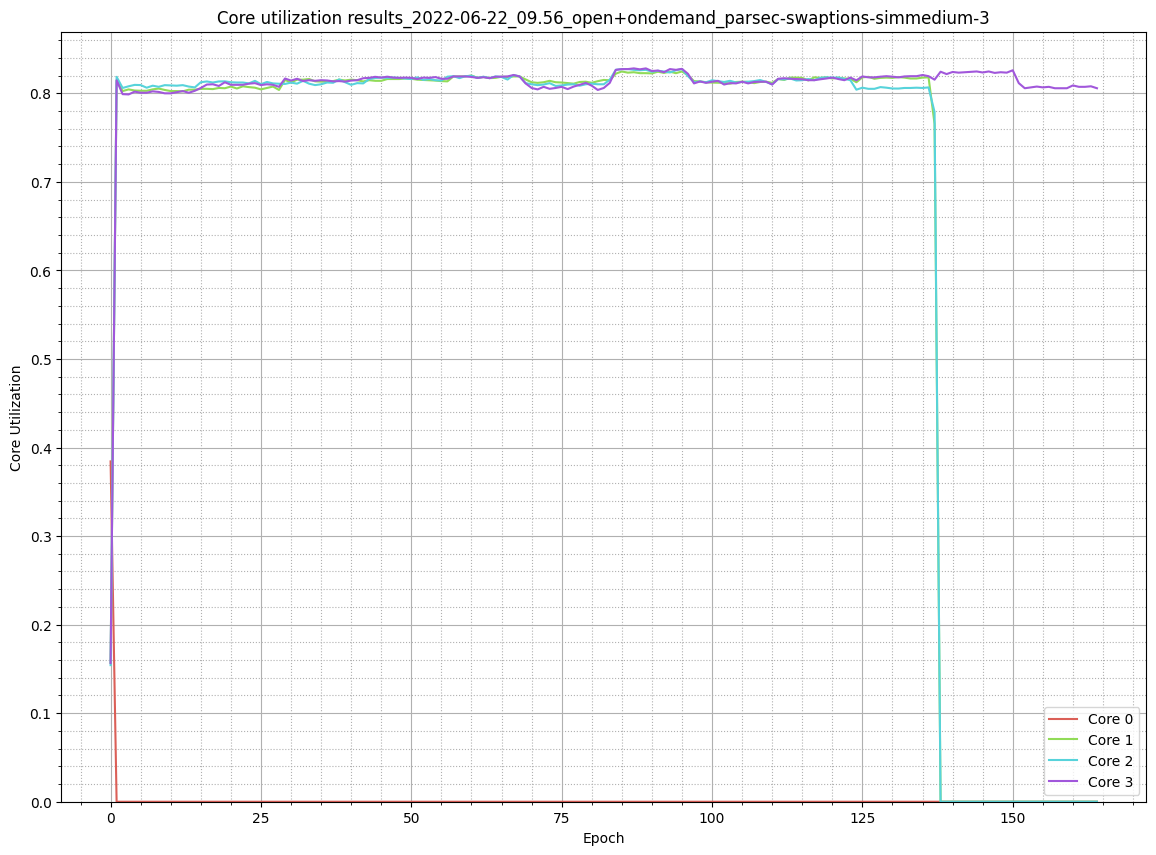 Core utilization results_2022-06-22_09.56_open+ondemand_parsec-swaptions-simmedium-3
Core Utilization
0.8
0.7
0.6
0.5
0.4
0.3
0.2
0.1
0.0
0 25 50 75 100 125 150
Epoch
Core 0
Core 1
Core 2
Core 3